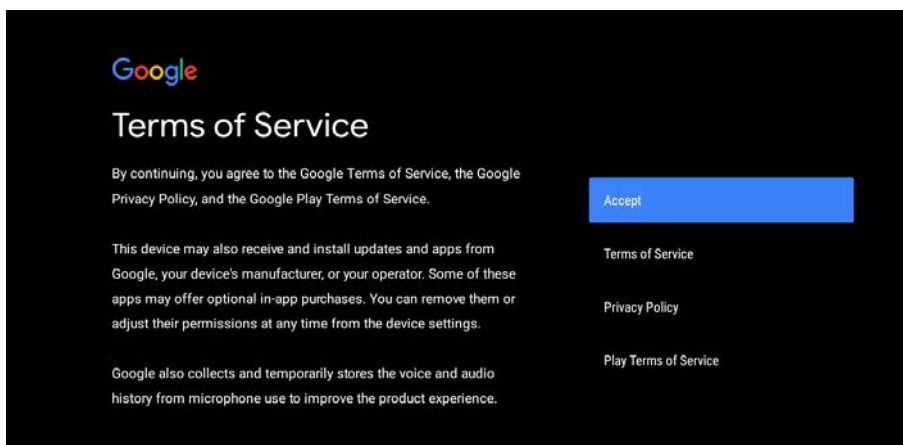 Google
Terms of Service
By continuing, you agree to the Google Terms of Service, the Google
Privacy Policy, and the Google Play Terms of Service.
This device may also receive and install updates and apps from
Google, your device's manufacturer, or your operator. Some of these
apps may offer optional in-app purchases. You can remove them or
adjust their permissions at any time from the device settings.
Google also collects and temporarily stores the voice and audio
history from microphone use to improve the product experience.
Accept
Terms of Service
Privacy Policy
Play Terms of Service